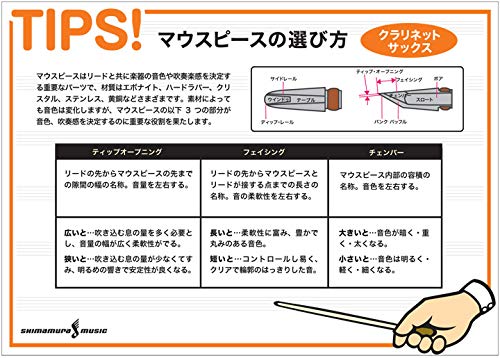 TIPS!
マウスピースの選び方
クラリネット
サックス
マウスピースはリードと共に楽器の音色や吹奏楽感を決定す
る重要なパーツで、材質はエボナイト、ハードラバー、クリ
スタル、ステンレス、黄銅などさまざまです。素材によっ
ても音色は変化しますが、マウスピースの以下 3 つの部分が
音色、吹奏感を決定するのに重要な役割を果たします。
サイドレール
ウインドウ
テーブル
ティップ・レール
ティップ・オープニング
フェイシング
ボア
チェンバー
スロート
バンク バッフル
ティップオープニング
フェイシング
チェンバー
リードの先からマウスピースの先まで
の隙間の幅の名称。音量を左右する。
リードの先からマウスピースと
リードが接する点までの長さの
名称。音の柔軟性を左右する。
マウスピース内部の容積の
名称。音色を左右する。
広いと…吹き込む息の量を多く必要と
し、音量の幅が広く柔軟性がでる。
狭いと…吹き込む息の量が少なくてす
み、明るめの響きで安定性が良くなる。
長いと…柔軟性に富み、豊かで
丸みのある音色。
短いと…コントロールし易く、
クリアで輪郭のはっきりした音。
大きいと…音色が暗く・重
く・太くなる。
小さいと…音色は明るく・
軽く・細くなる。
SHIMAMURA MUSIC